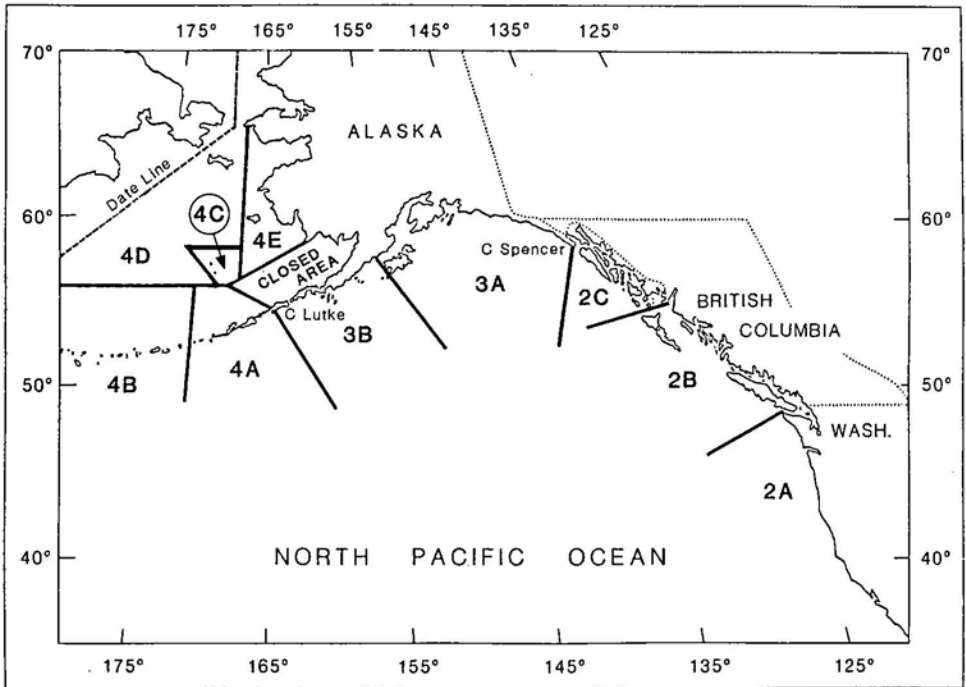 175° 165° 155° 145° 135° 125°
70° 70°
ALASKA
Date Line
60° 4C 60°
4D 4E
CLOSED
AREA
C Spencer
3A
2C
BRITISH
COLUMBIA
C Lutke
3B
4A
4B
50° 50°
2B
WASH.
2A
40° NORTH PACIFIC OCEAN 40°
175° 165° 155° 145° 135° 125°